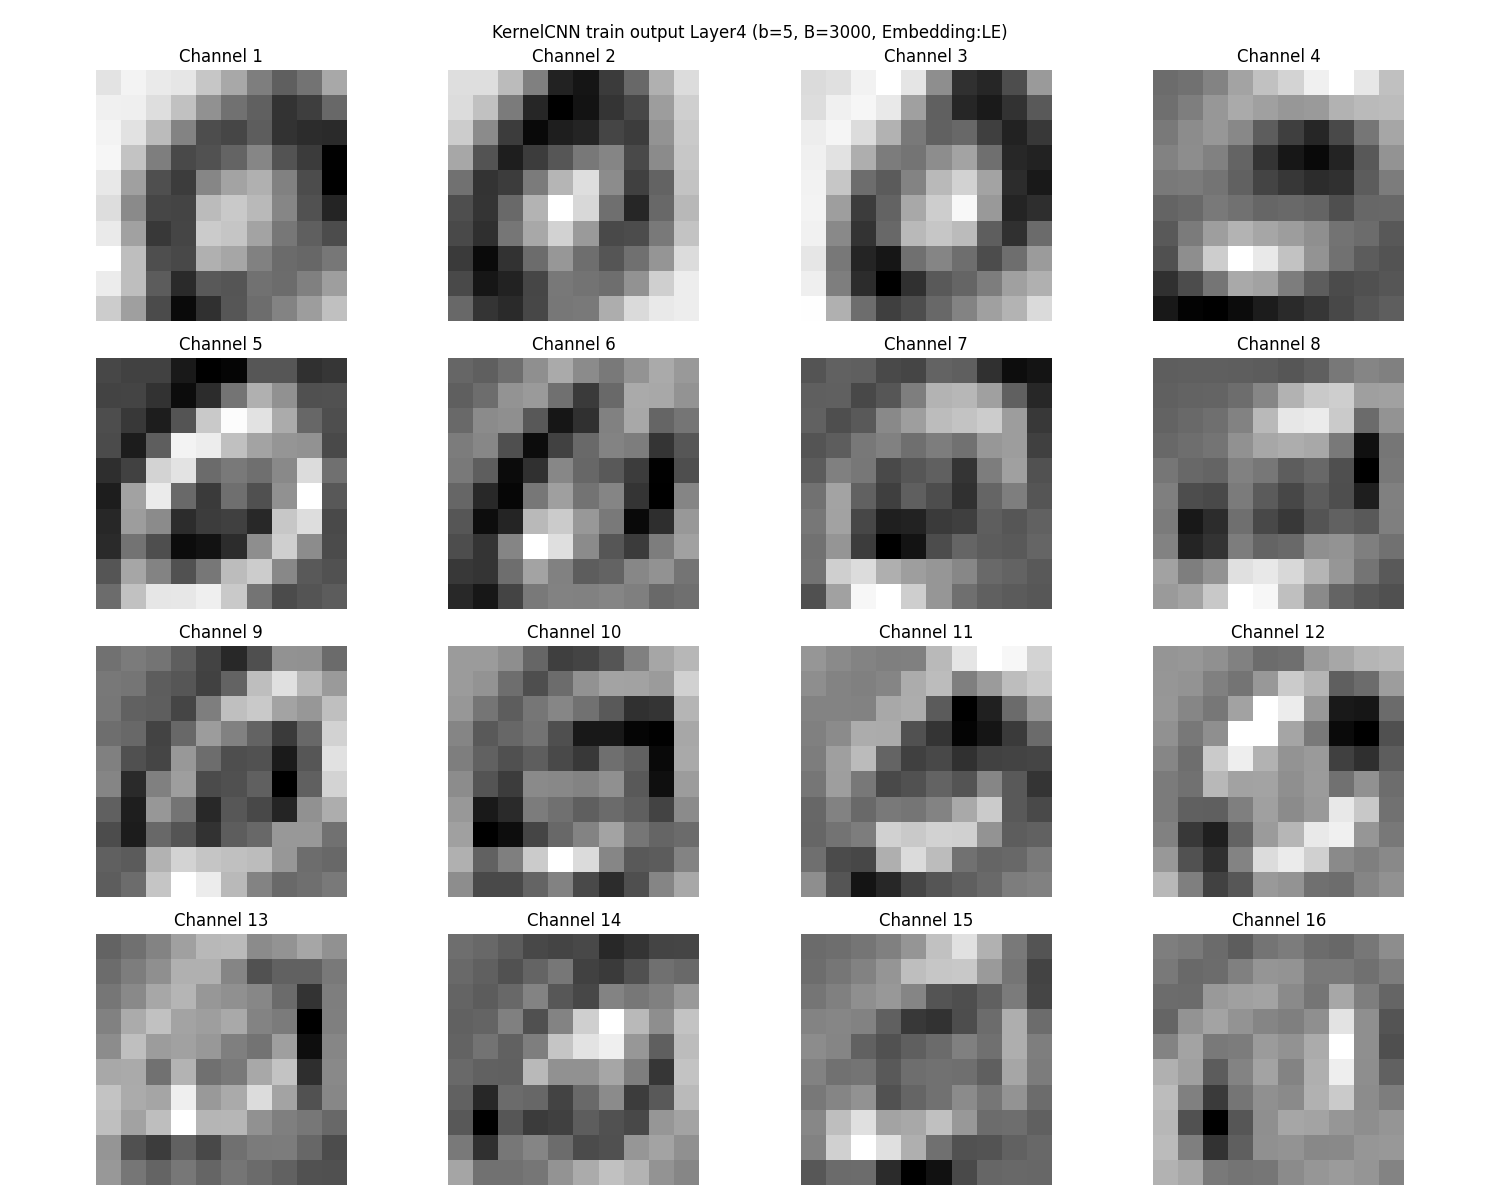 KernelCNN train output Layer4 (b=5, B=3000, Embedding:LE)
Channel 1
Channel 2
Channel 3
Channel 4
Channel 5
Channel 6
Channel 7
Channel 8
Channel 9
Channel 10
Channel 11
Channel 12
Channel 13
Channel 14
Channel 15
Channel 16